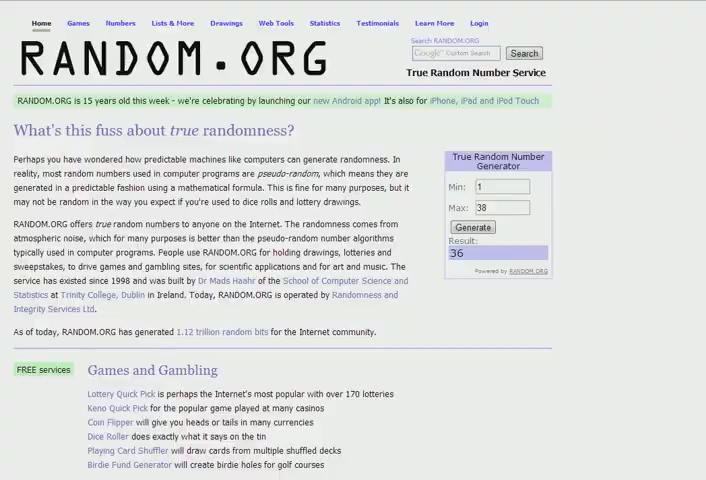 Home Games Numbers Lists & More Drawings Web Tools Statistics Testimonials Learn More Login
RANDOM.ORG
Search RANDOM.ORG
Google™ Custom Search Search
True Random Number Service
RANDOM.ORG is 15 years old this week - we're celebrating by launching our new Android app! It's also for iPhone, iPad and iPod Touch
What's this fuss about true randomness?
Perhaps you have wondered how predictable machines like computers can generate randomness. In
reality, most random numbers used in computer programs are pseudo-random, which means they are
generated in a predictable fashion using a mathematical formula. This is fine for many purposes, but it
may not be random in the way you expect if you're used to dice rolls and lottery drawings.
RANDOM.ORG offers true random numbers to anyone on the Internet. The randomness comes from
atmospheric noise, which for many purposes is better than the pseudo-random number algorithms
typically used in computer programs. People use RANDOM.ORG for holding drawings, lotteries and
sweepstakes, to drive games and gambling sites, for scientific applications and for art and music. The
service has existed since 1998 and was built by Dr Mads Haahr of the School of Computer Science and
Statistics at Trinity College, Dublin in Ireland. Today, RANDOM.ORG is operated by Randomness and
Integrity Services Ltd.
As of today, RANDOM.ORG has generated 1.12 trillion random bits for the Internet community.
True Random Number
Generator
Min: 1
Max: 38
Generate
Result:
36
Powered by RANDOM.ORG
FREE services
Games and Gambling
Lottery Quick Pick is perhaps the Internet's most popular with over 170 lotteries
Keno Quick Pick for the popular game played at many casinos
Coin Flipper will give you heads or tails in many currencies
Dice Roller does exactly what it says on the tin
Playing Card Shuffler will draw cards from multiple shuffled decks
Birdie Fund Generator will create birdie holes for golf courses